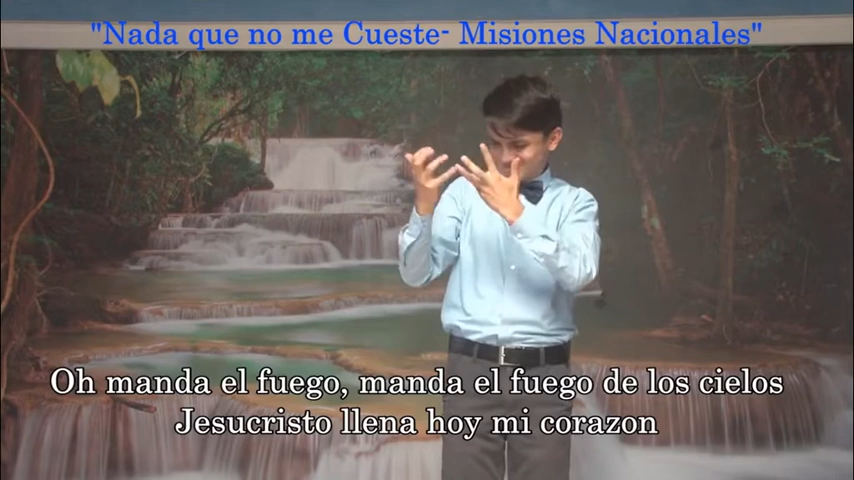 "Nada que no me Cueste- Misiones Nacionales"
Oh manda el fuego, manda el fuego de los cielos
Jesucristo llena hoy mi corazon